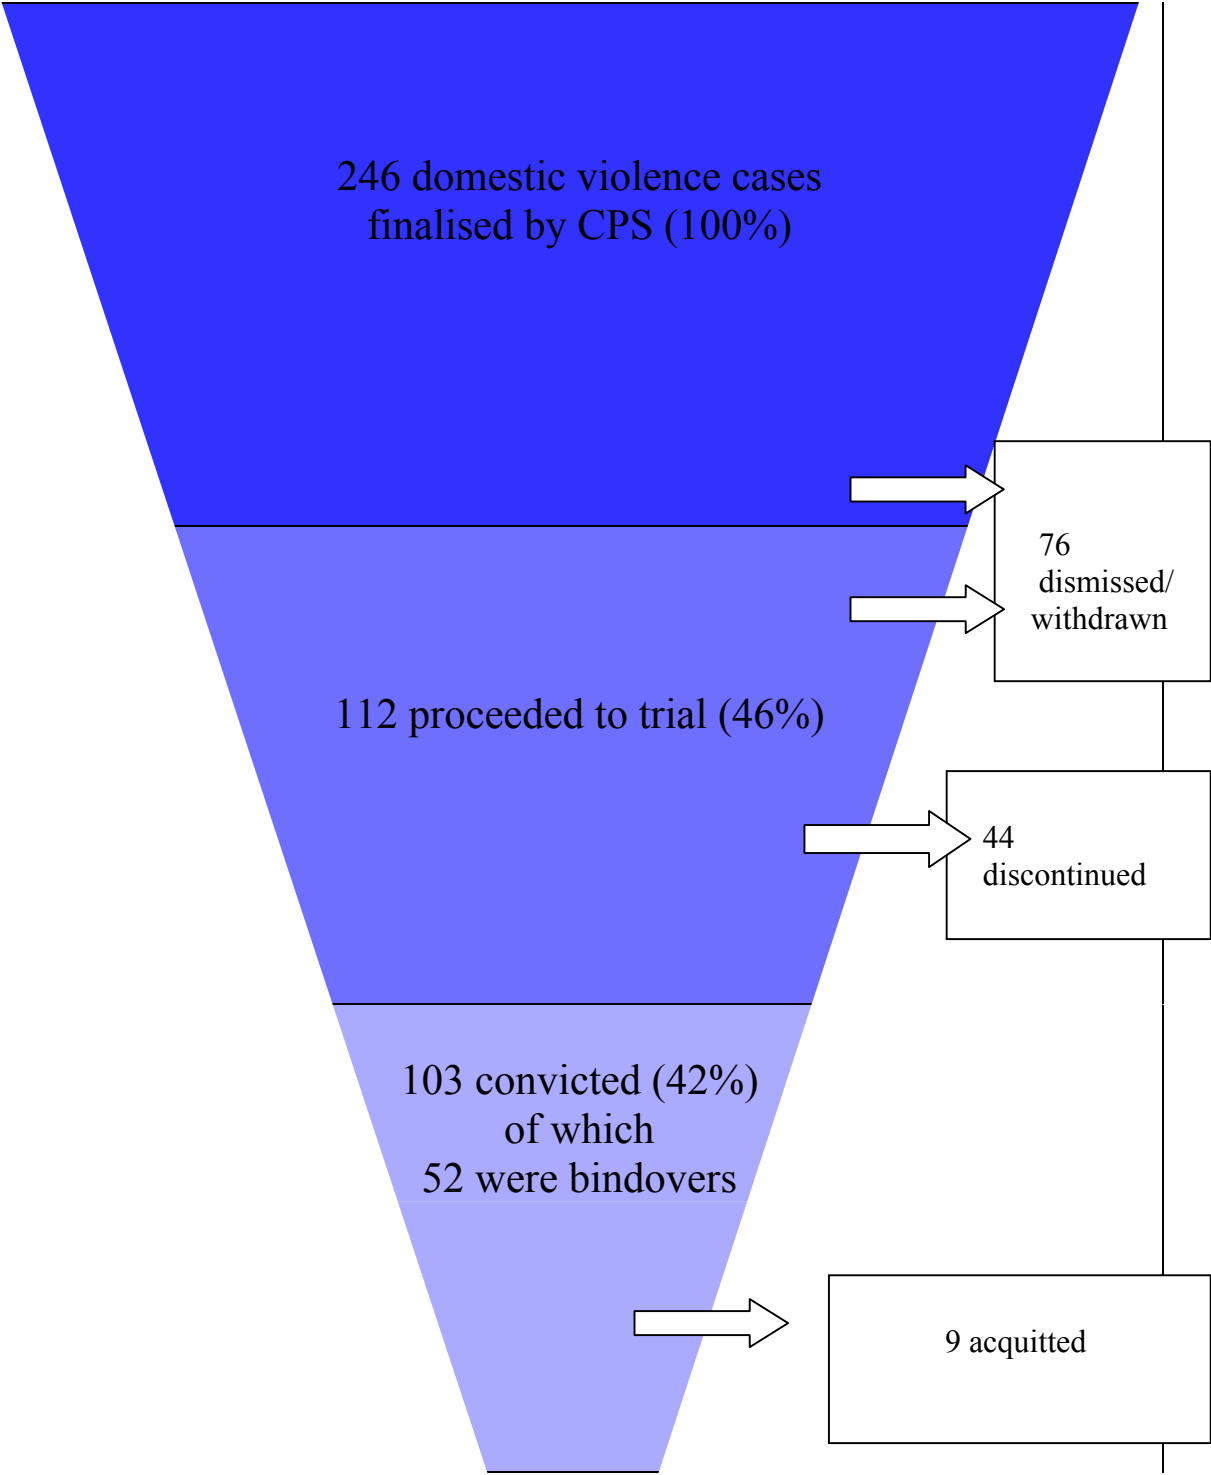 246 domestic violence cases
finalised by CPS (100%)
76
dismissed/
withdrawn
112 proceeded to trial (46%)
44
discontinued
103 convicted (42%)
of which
52 were bindovers
9 acquitted